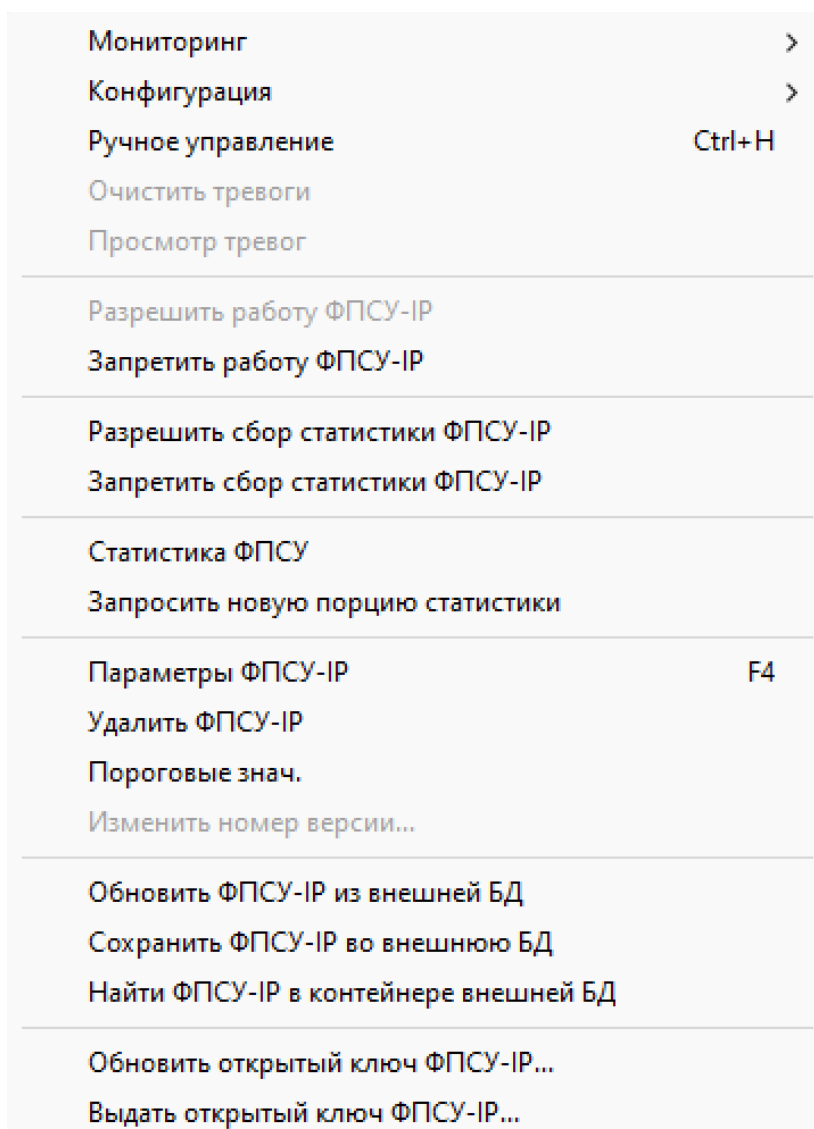 Мониторинг
Конфигурация
Ручное управление Ctrl+H
Очистить тревоги
Просмотр тревог
Разрешить работу ФПСУ-IP
Запретить работу ФПСУ-IP
Разрешить сбор статистики ФПСУ-IP
Запретить сбор статистики ФПСУ-IP
Статистика ФПСУ
Запросить новую порцию статистики
Параметры ФПСУ-IP F4
Удалить ФПСУ-IP
Пороговые знач.
Изменить номер версии...
Обновить ФПСУ-IP из внешней БД
Сохранить ФПСУ-IP во внешнюю БД
Найти ФПСУ-IP в контейнере внешней БД
Обновить открытый ключ ФПСУ-IP...
Выдать открытый ключ ФПСУ-IP...